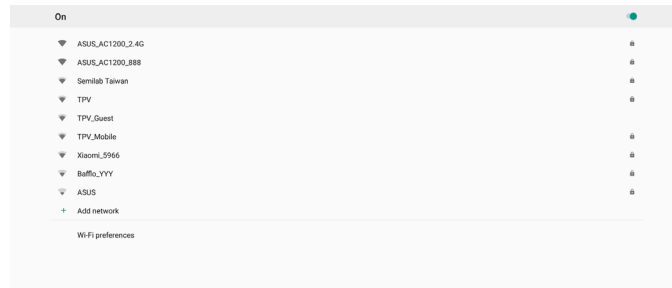 On
ASUS_AC1200_2.4G
ASUS_AC1200_888
Semilab Taiwan
TPV
TPV_Guest
TPV_Mobile
Xiaomi_5966
Bafflo_YYY
ASUS
+ Add network
Wi-Fi preferences